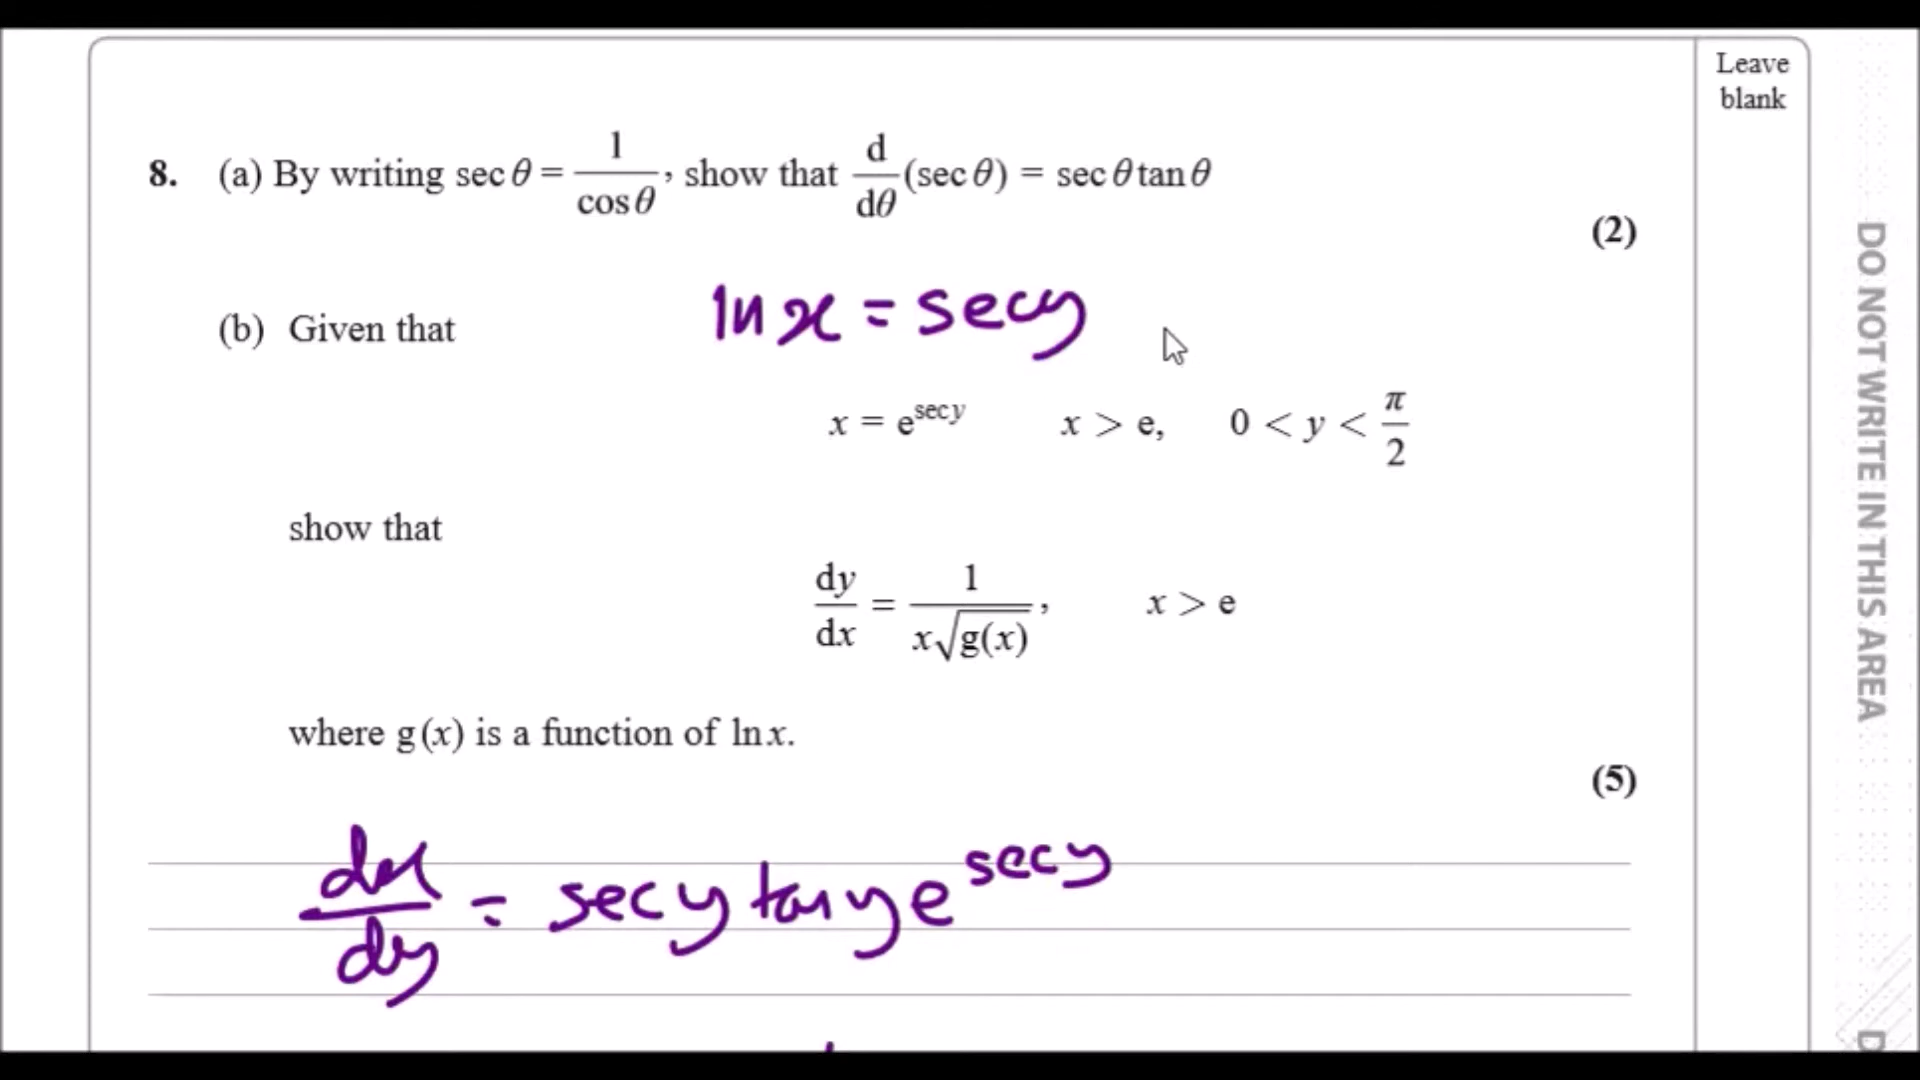 Leave
blank
8. (a) By writing sec θ = 1/cos θ, show that d/dθ (sec θ) = sec θ tan θ
(2)
ln x = sec y
(b) Given that
x = e^sec y x > e, 0 < y < π/2
show that
dy/dx = 1/(x√g(x)), x > e
where g(x) is a function of ln x.
(5)
dx/dy = sec y tan y e^sec y
DO NOT WRITE IN THIS AREA
D